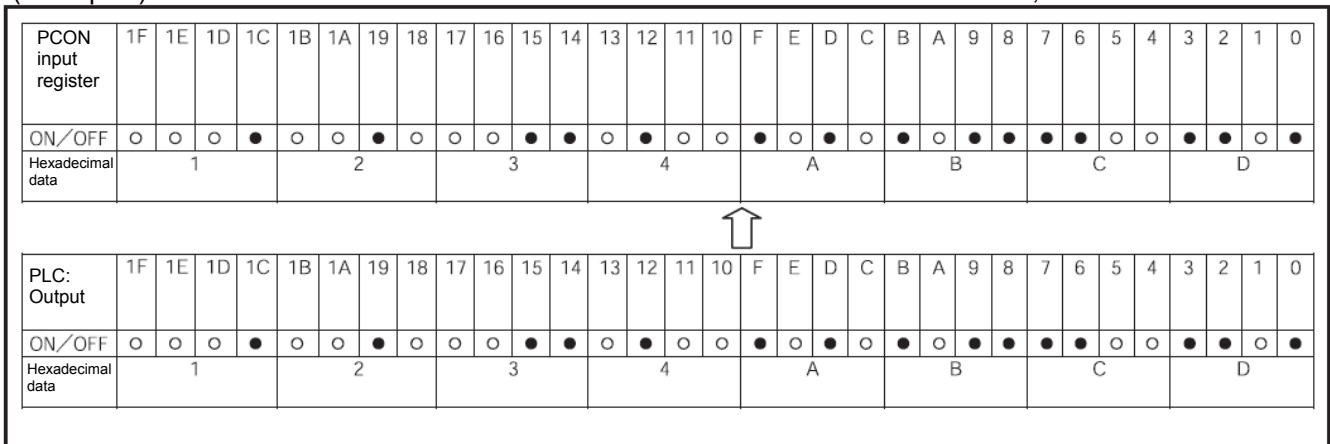 PCON input register 1F 1E 1D 1C 1B 1A 19 18 17 16 15 14 13 12 11 10 F E D C B A 9 8 7 6 5 4 3 2 1 0
ON/OFF ○ ○ ○ ● ○ ○ ● ○ ○ ○ ● ● ○ ● ○ ○ ● ○ ● ○ ● ○ ● ● ● ● ○ ○ ● ● ○ ●
Hexadecimal data 1 2 3 4 A B C D
PLC: Output 1F 1E 1D 1C 1B 1A 19 18 17 16 15 14 13 12 11 10 F E D C B A 9 8 7 6 5 4 3 2 1 0
ON/OFF ○ ○ ○ ● ○ ○ ● ○ ○ ○ ● ● ○ ● ○ ○ ● ○ ● ○ ● ○ ● ● ● ● ○ ○ ● ● ○ ●
Hexadecimal data 1 2 3 4 A B C D